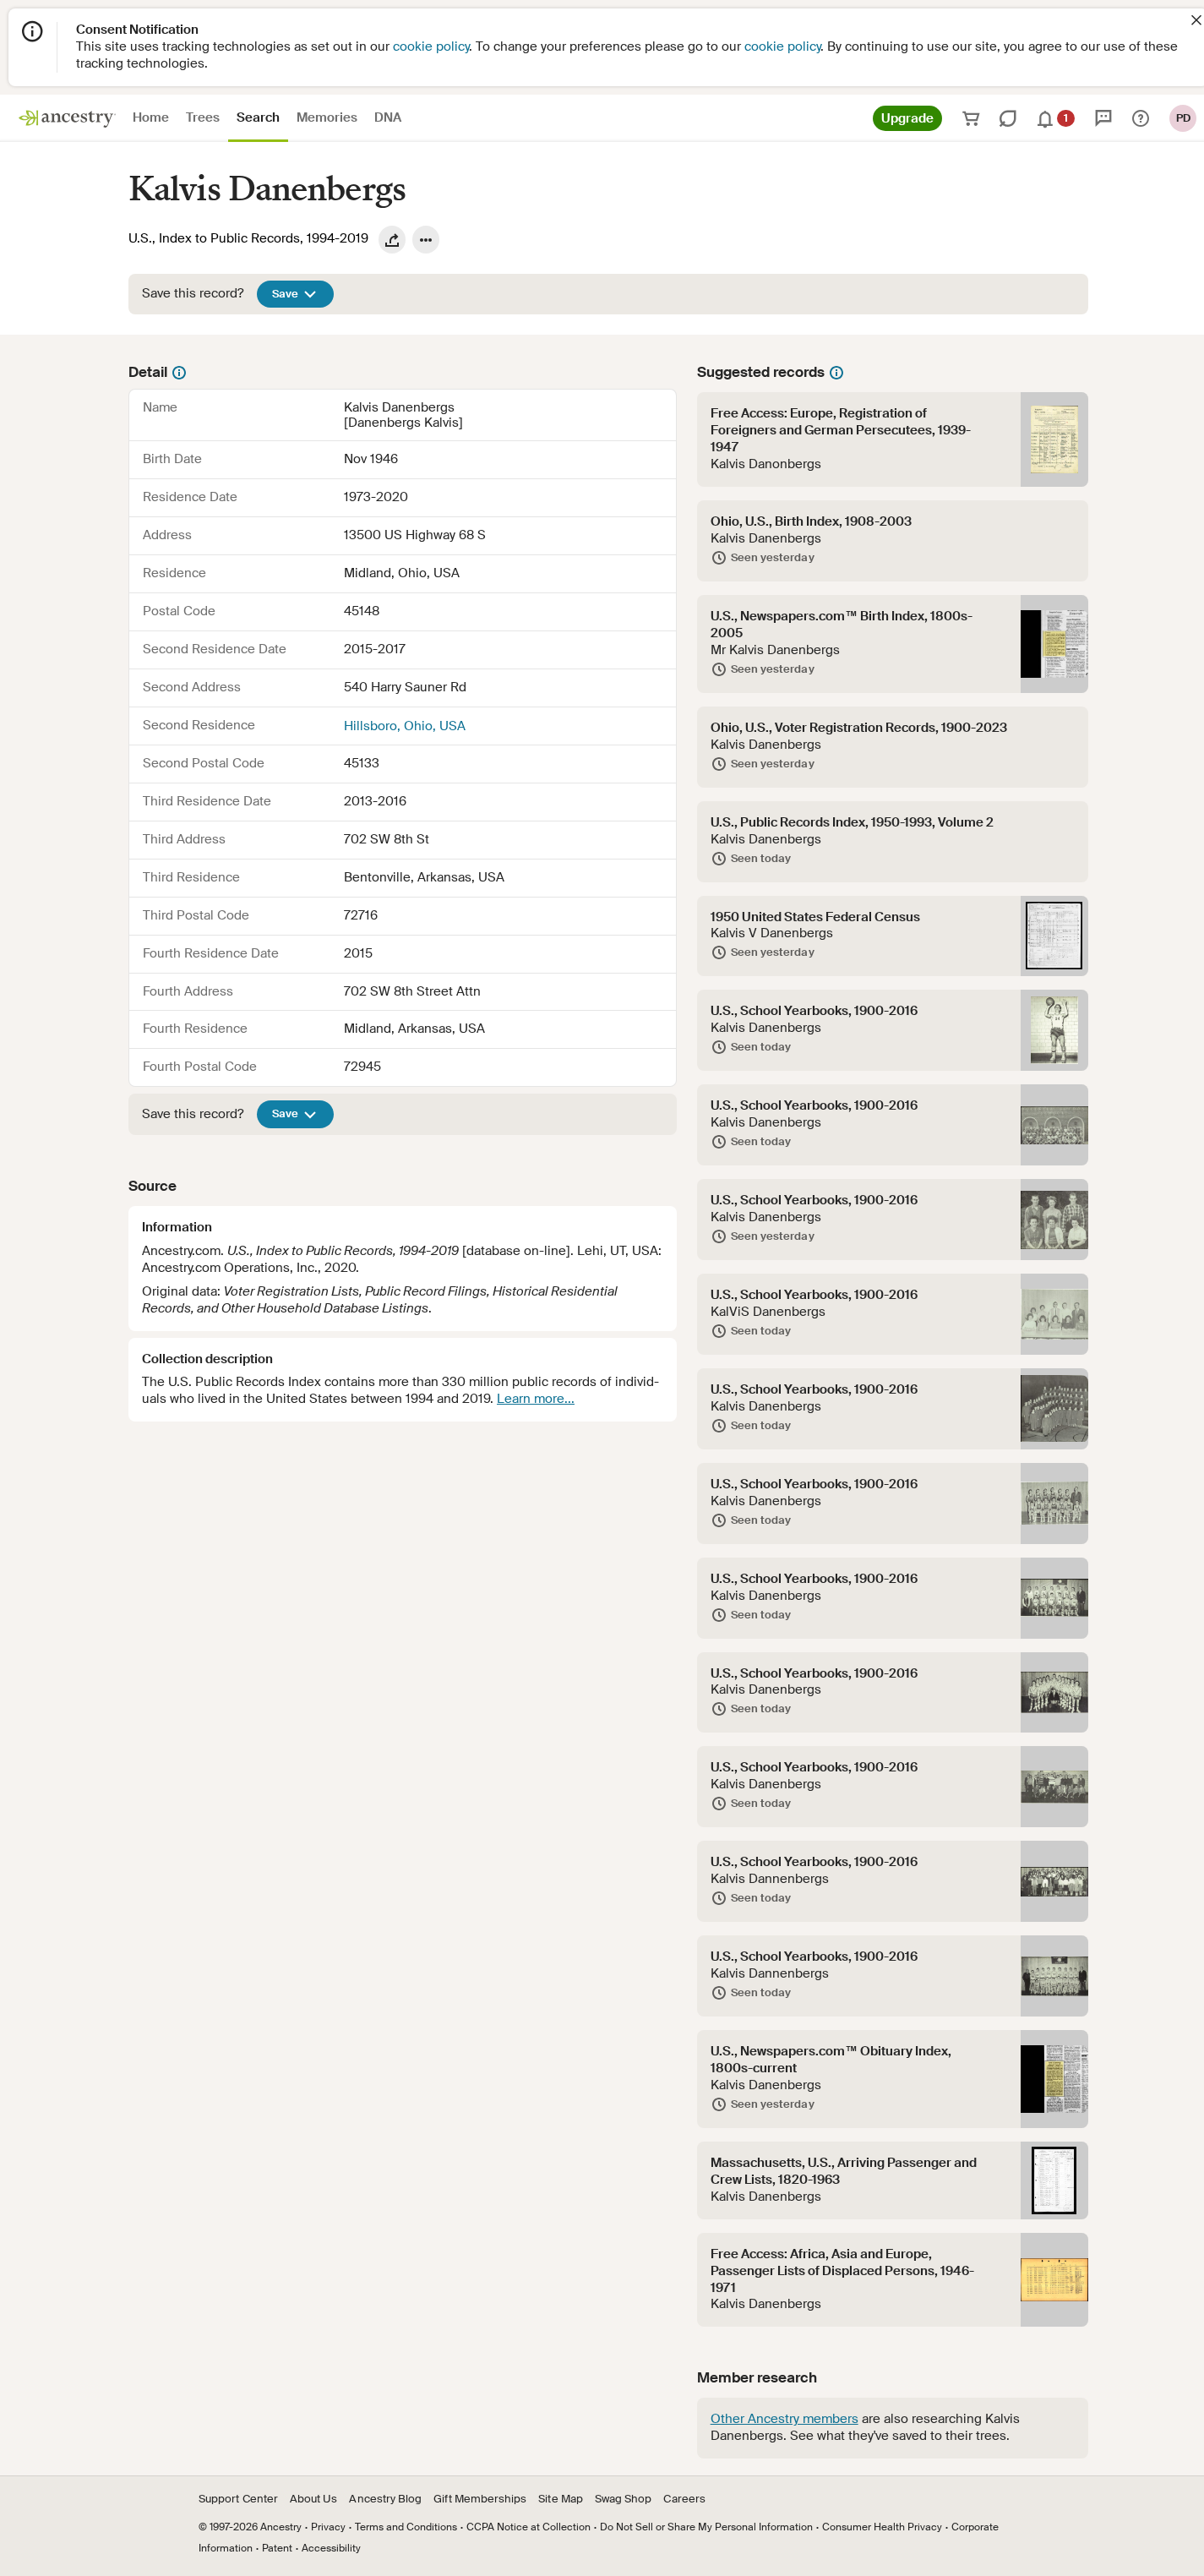 Consent Notification
This site uses tracking technologies as set out in our cookie policy. To change your preferences please go to our cookie policy. By continuing to use our site, you agree to our use of these
tracking technologies.
ancestry Home Trees Search Memories DNA Upgrade 1 PD
Kalvis Danenbergs
U.S., Index to Public Records, 1994-2019
Save this record? Save
Detail
Name Kalvis Danenbergs
[Danenbergs Kalvis]
Birth Date Nov 1946
Residence Date 1973-2020
Address 13500 US Highway 68 S
Residence Midland, Ohio, USA
Postal Code 45148
Second Residence Date 2015-2017
Second Address 540 Harry Sauner Rd
Second Residence Hillsboro, Ohio, USA
Second Postal Code 45133
Third Residence Date 2013-2016
Third Address 702 SW 8th St
Third Residence Bentonville, Arkansas, USA
Third Postal Code 72716
Fourth Residence Date 2015
Fourth Address 702 SW 8th Street Attn
Fourth Residence Midland, Arkansas, USA
Fourth Postal Code 72945
Save this record? Save
Source
Information
Ancestry.com. U.S., Index to Public Records, 1994-2019 [database on-line]. Lehi, UT, USA:
Ancestry.com Operations, Inc., 2020.
Original data: Voter Registration Lists, Public Record Filings, Historical Residential
Records, and Other Household Database Listings.
Collection description
The U.S. Public Records Index contains more than 330 million public records of individ-
uals who lived in the United States between 1994 and 2019. Learn more...
Suggested records
Free Access: Europe, Registration of
Foreigners and German Persecutees, 1939-
1947
Kalvis Danonbergs
Ohio, U.S., Birth Index, 1908-2003
Kalvis Danenbergs
Seen yesterday
U.S., Newspapers.com™ Birth Index, 1800s-
2005
Mr Kalvis Danenbergs
Seen yesterday
Ohio, U.S., Voter Registration Records, 1900-2023
Kalvis Danenbergs
Seen yesterday
U.S., Public Records Index, 1950-1993, Volume 2
Kalvis Danenbergs
Seen today
1950 United States Federal Census
Kalvis V Danenbergs
Seen yesterday
U.S., School Yearbooks, 1900-2016
Kalvis Danenbergs
Seen today
U.S., School Yearbooks, 1900-2016
Kalvis Danenbergs
Seen today
U.S., School Yearbooks, 1900-2016
Kalvis Danenbergs
Seen yesterday
U.S., School Yearbooks, 1900-2016
KalViS Danenbergs
Seen today
U.S., School Yearbooks, 1900-2016
Kalvis Danenbergs
Seen today
U.S., School Yearbooks, 1900-2016
Kalvis Danenbergs
Seen today
U.S., School Yearbooks, 1900-2016
Kalvis Danenbergs
Seen today
U.S., School Yearbooks, 1900-2016
Kalvis Danenbergs
Seen today
U.S., School Yearbooks, 1900-2016
Kalvis Danenbergs
Seen today
U.S., School Yearbooks, 1900-2016
Kalvis Dannenbergs
Seen today
U.S., School Yearbooks, 1900-2016
Kalvis Dannenbergs
Seen today
U.S., Newspapers.com™ Obituary Index,
1800s-current
Kalvis Danenbergs
Seen yesterday
Massachusetts, U.S., Arriving Passenger and
Crew Lists, 1820-1963
Kalvis Danenbergs
Free Access: Africa, Asia and Europe,
Passenger Lists of Displaced Persons, 1946-
1971
Kalvis Danenbergs
Member research
Other Ancestry members are also researching Kalvis
Danenbergs. See what they've saved to their trees.
Support Center About Us Ancestry Blog Gift Memberships Site Map Swag Shop Careers
© 1997-2026 Ancestry • Privacy • Terms and Conditions • CCPA Notice at Collection • Do Not Sell or Share My Personal Information • Consumer Health Privacy • Corporate
Information • Patent • Accessibility